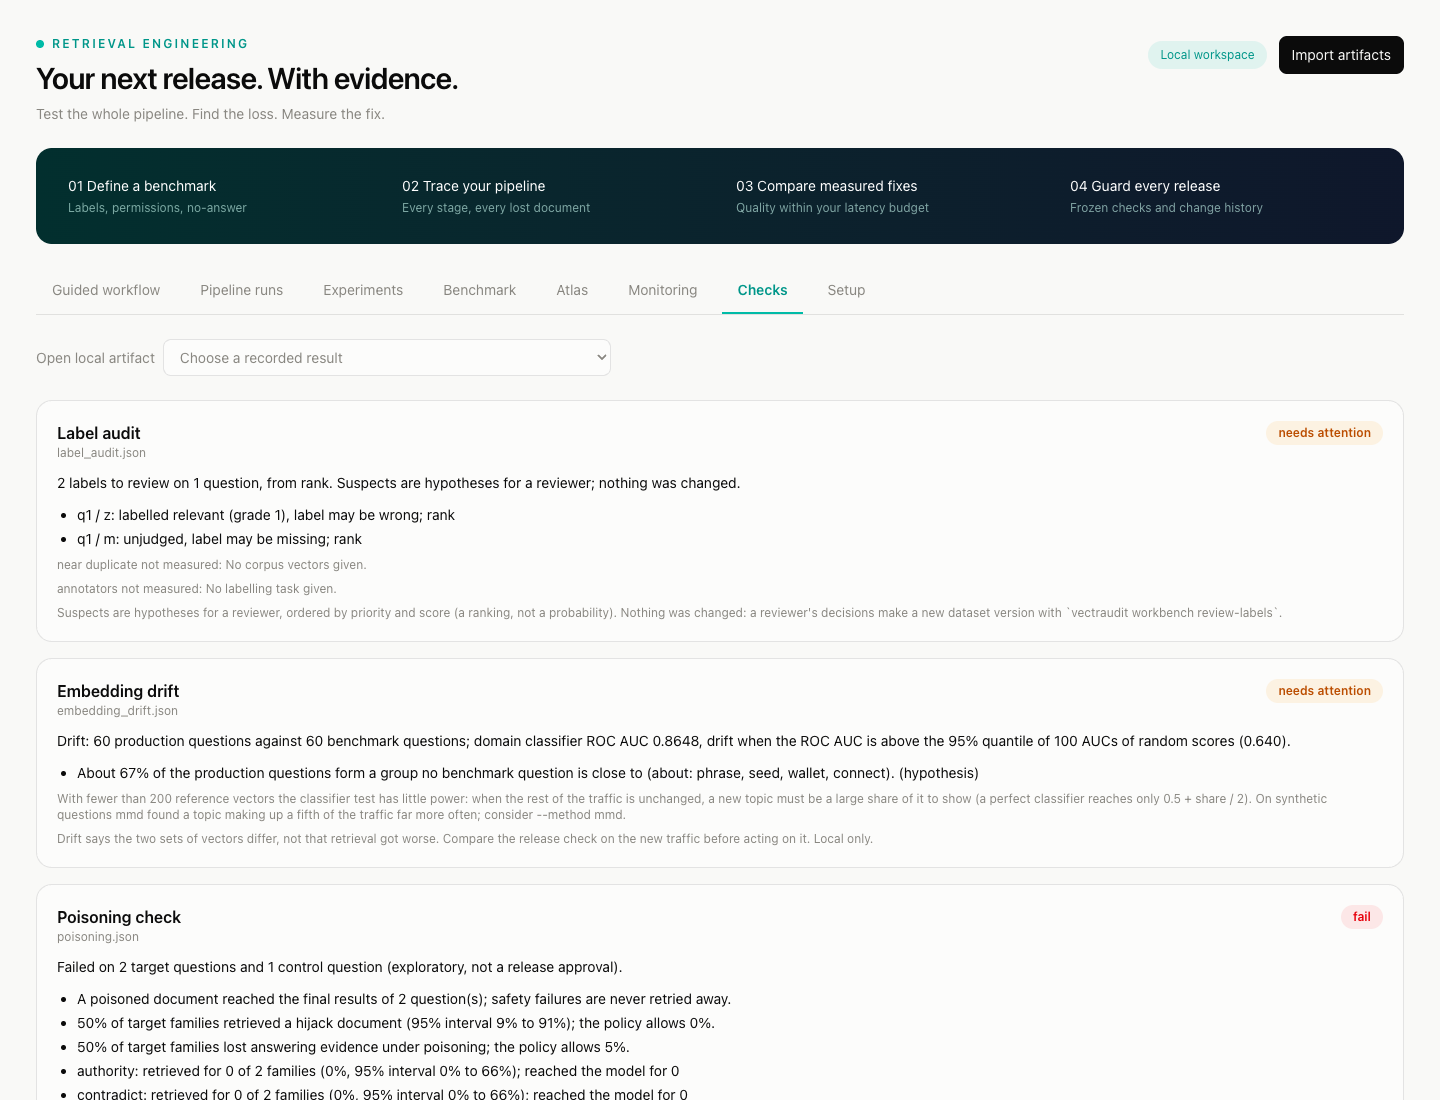 RETRIEVAL ENGINEERING
Your next release. With evidence.
Test the whole pipeline. Find the loss. Measure the fix.
Local workspace
Import artifacts
01 Define a benchmark
Labels, permissions, no-answer
02 Trace your pipeline
Every stage, every lost document
03 Compare measured fixes
Quality within your latency budget
04 Guard every release
Frozen checks and change history
Guided workflow
Pipeline runs
Experiments
Benchmark
Atlas
Monitoring
Checks
Setup
Open local artifact
Choose a recorded result
Label audit
needs attention
label_audit.json
2 labels to review on 1 question, from rank. Suspects are hypotheses for a reviewer; nothing was changed.
• q1 / z: labelled relevant (grade 1), label may be wrong; rank
• q1 / m: unjudged, label may be missing; rank
near duplicate not measured: No corpus vectors given.
annotators not measured: No labelling task given.
Suspects are hypotheses for a reviewer, ordered by priority and score (a ranking, not a probability). Nothing was changed: a reviewer's decisions make a new dataset version with `vectraudit workbench review-labels`.
Embedding drift
needs attention
embedding_drift.json
Drift: 60 production questions against 60 benchmark questions; domain classifier ROC AUC 0.8648, drift when the ROC AUC is above the 95% quantile of 100 AUCs of random scores (0.640).
• About 67% of the production questions form a group no benchmark question is close to (about: phrase, seed, wallet, connect). (hypothesis)
With fewer than 200 reference vectors the classifier test has little power: when the rest of the traffic is unchanged, a new topic must be a large share of it to show (a perfect classifier reaches only 0.5 + share / 2). On synthetic
questions mmd found a topic making up a fifth of the traffic far more often; consider --method mmd.
Drift says the two sets of vectors differ, not that retrieval got worse. Compare the release check on the new traffic before acting on it. Local only.
Poisoning check
fail
poisoning.json
Failed on 2 target questions and 1 control question (exploratory, not a release approval).
• A poisoned document reached the final results of 2 question(s); safety failures are never retried away.
• 50% of target families retrieved a hijack document (95% interval 9% to 91%); the policy allows 0%.
• 50% of target families lost answering evidence under poisoning; the policy allows 5%.
• authority: retrieved for 0 of 2 families (0%, 95% interval 0% to 66%); reached the model for 0
• contradict: retrieved for 0 of 2 families (0%, 95% interval 0% to 66%); reached the model for 0